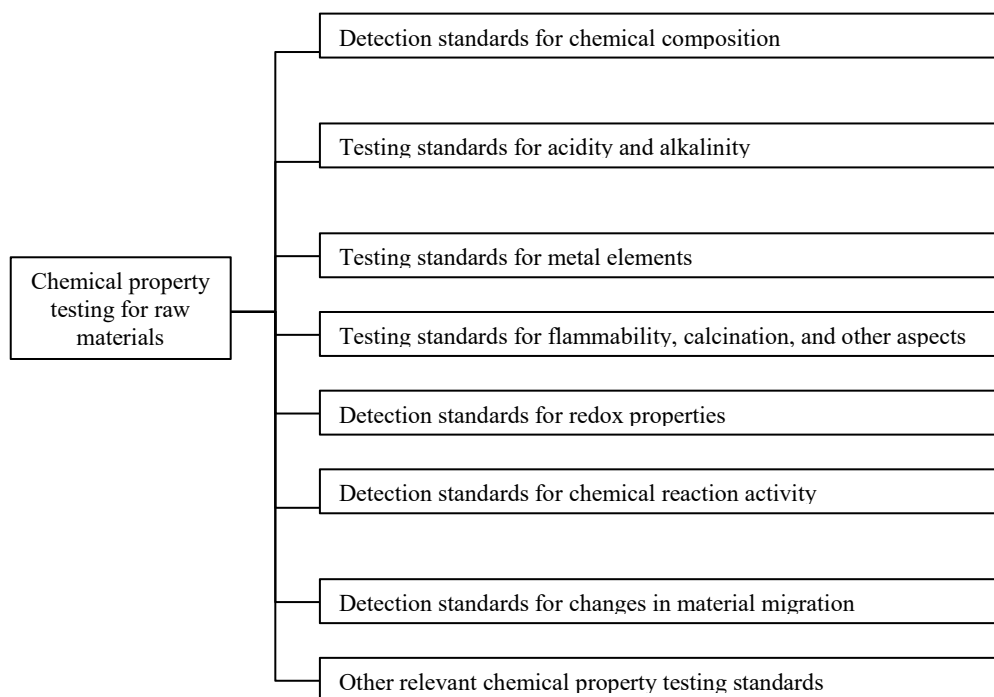 Detection standards for chemical composition
Testing standards for acidity and alkalinity
Testing standards for metal elements
Chemical property
testing for raw
materials
Testing standards for flammability, calcination, and other aspects
Detection standards for redox properties
Detection standards for chemical reaction activity
Detection standards for changes in material migration
Other relevant chemical property testing standards